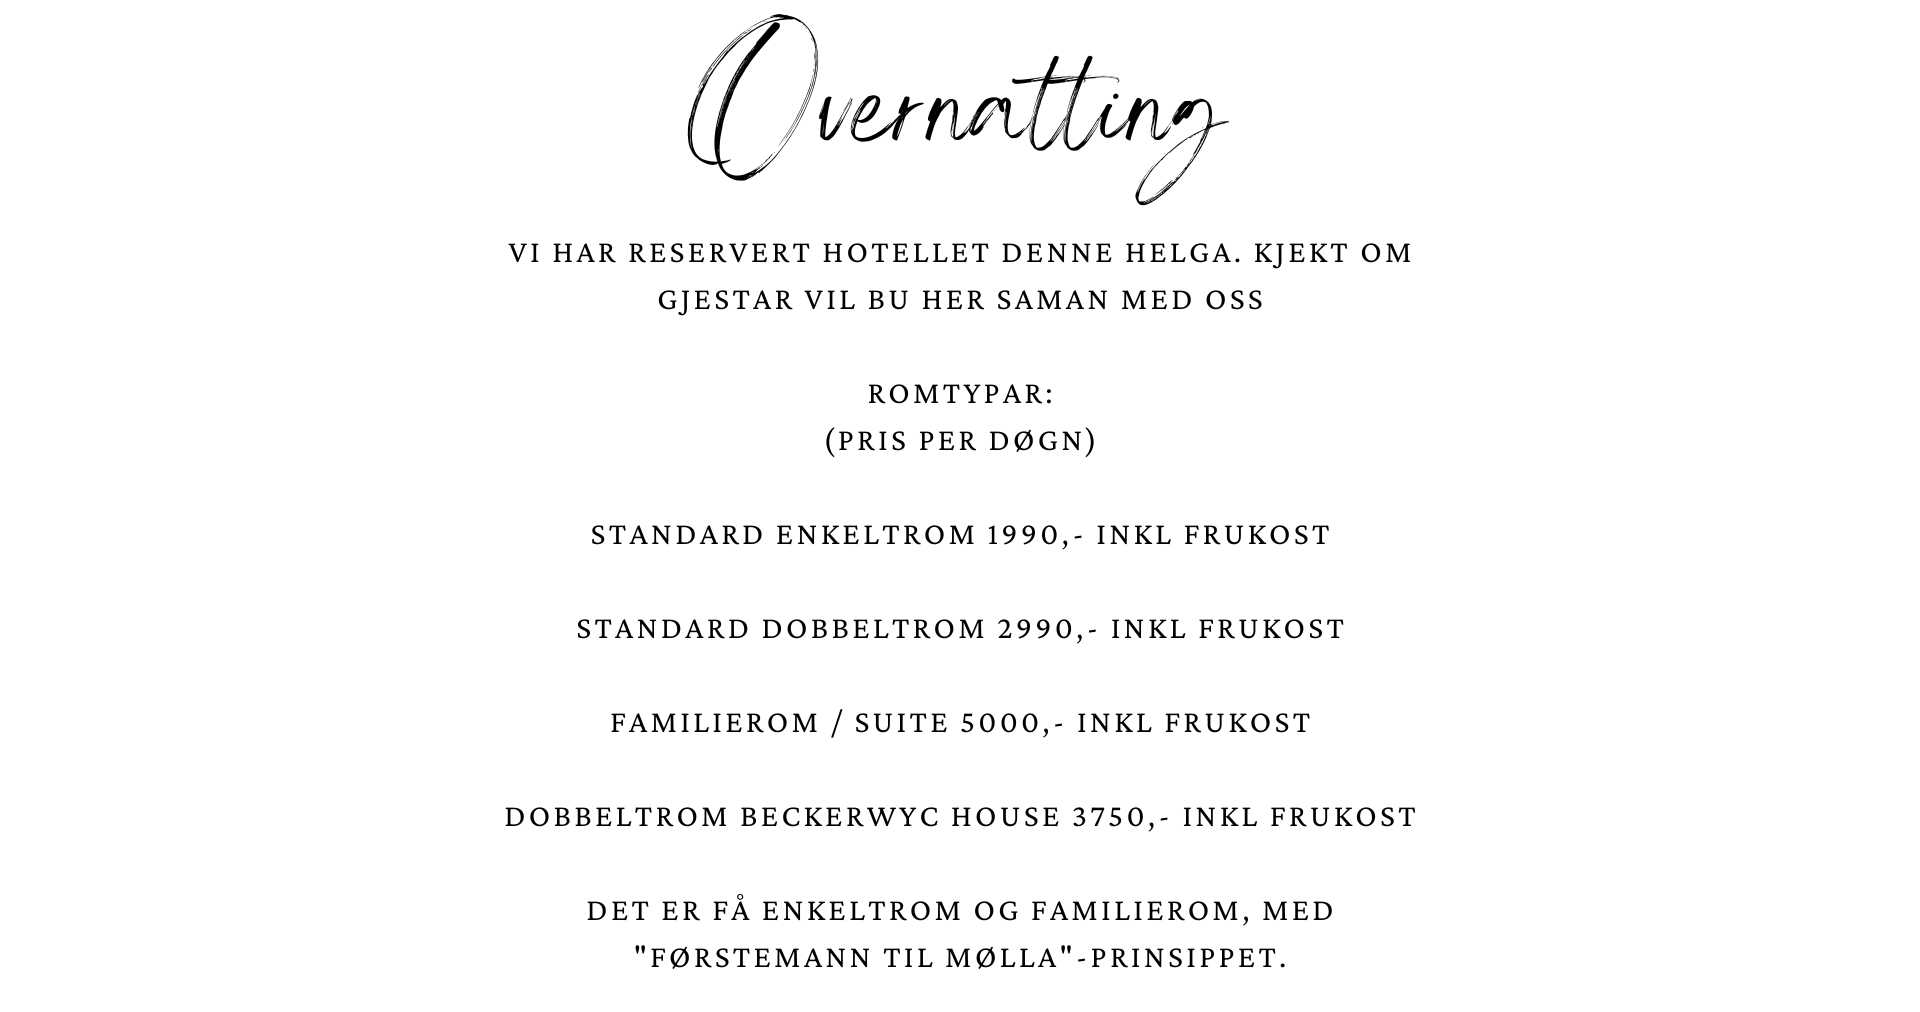 Overnatting
VI HAR RESERVERT HOTELLET DENNE HELGA. KJEKT OM
GJESTAR VIL BU HER SAMAN MED OSS
ROMTYPAR:
(PRIS PER DØGN)
STANDARD ENKELTROM 1990,- INKL FRUKOST
STANDARD DOBBELTROM 2990,- INKL FRUKOST
FAMILIEROM / SUITE 5000,- INKL FRUKOST
DOBBELTROM BECKERWYC HOUSE 3750,- INKL FRUKOST
DET ER FÅ ENKELTROM OG FAMILIEROM, MED
"FØRSTEMANN TIL MØLLA"-PRINSIPPET.